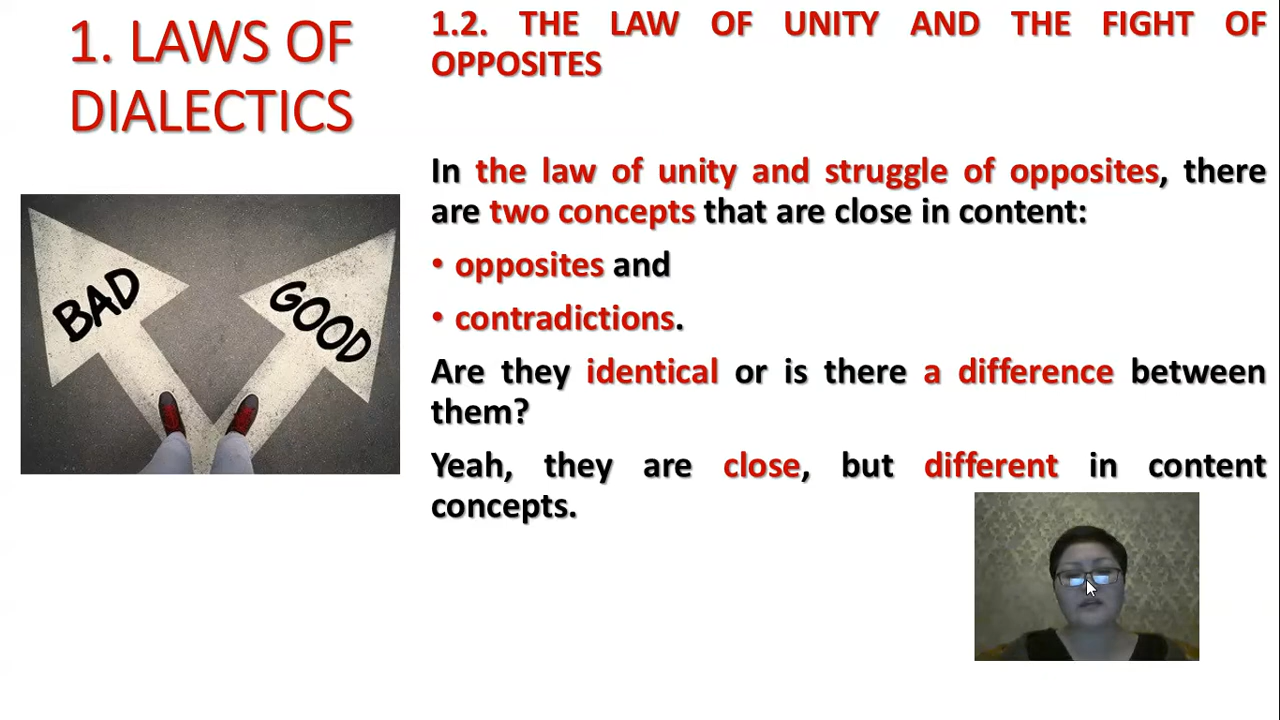 1. LAWS OF
DIALECTICS
BAD
GOOD
1.2. THE LAW OF UNITY AND THE FIGHT OF
OPPOSITES
In the law of unity and struggle of opposites, there
are two concepts that are close in content:
• opposites and
• contradictions.
Are they identical or is there a difference between
them?
Yeah, they are close, but different in content
concepts.